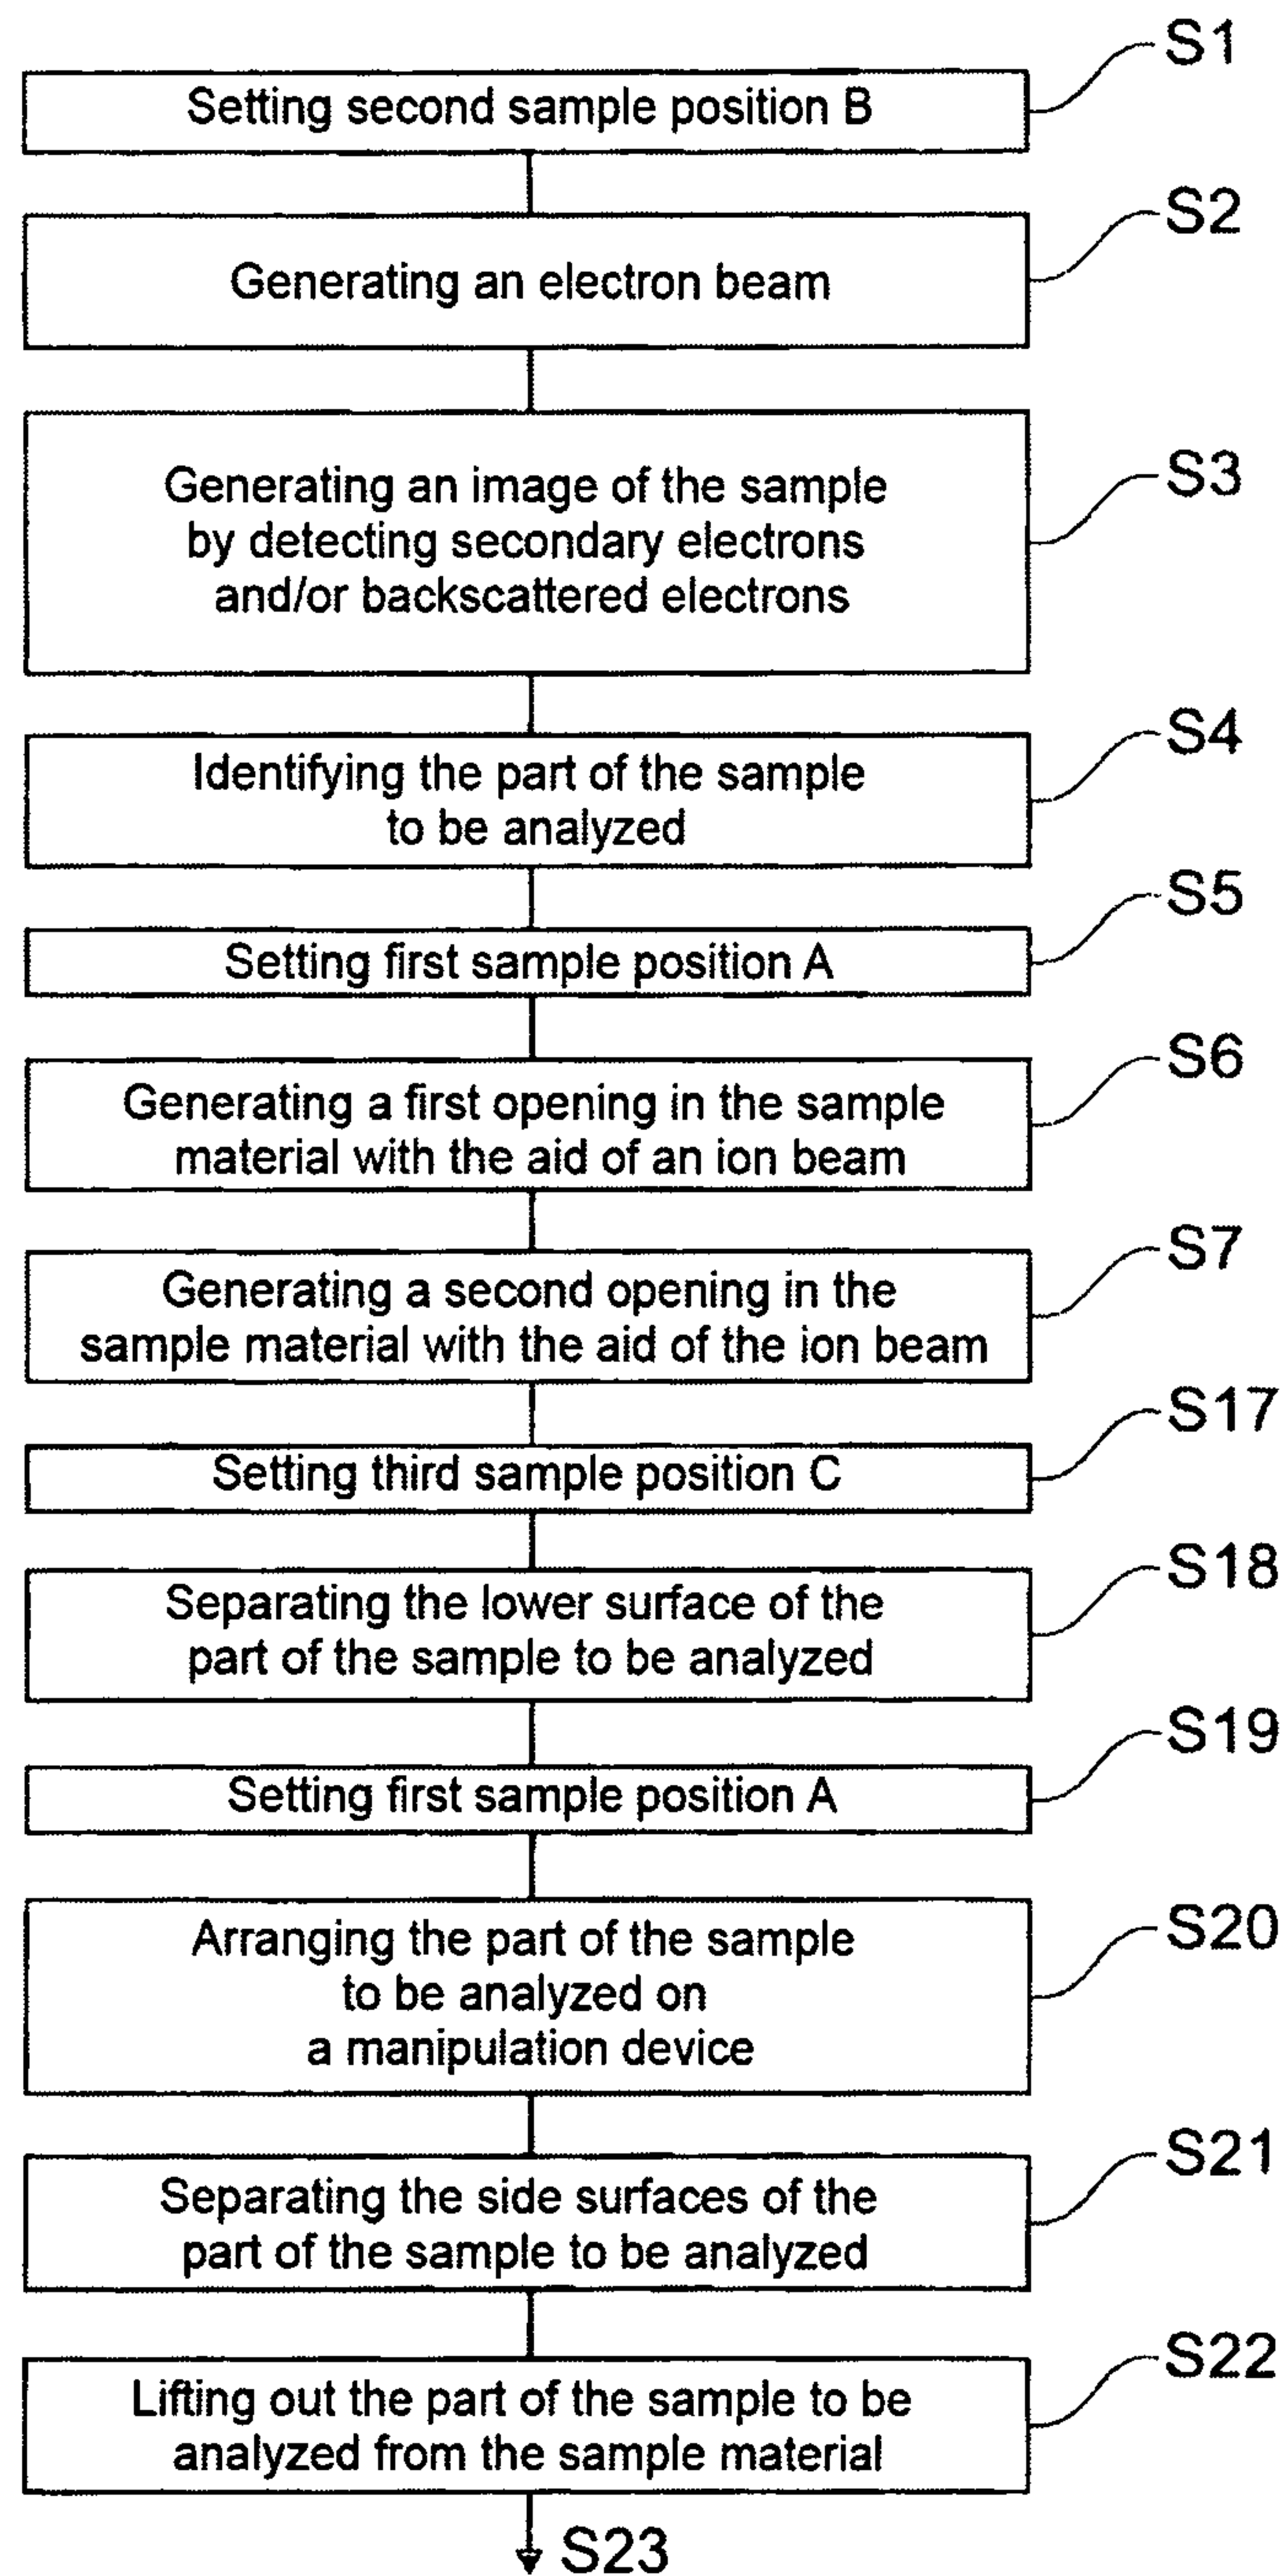 S1
Setting second sample position B
S2
Generating an electron beam
S3
Generating an image of the sample
by detecting secondary electrons
and/or backscattered electrons
S4
Identifying the part of the sample
to be analyzed
S5
Setting first sample position A
S6
Generating a first opening in the sample
material with the aid of an ion beam
S7
Generating a second opening in the
sample material with the aid of the ion beam
S17
Setting third sample position C
S18
Separating the lower surface of the
part of the sample to be analyzed
S19
Setting first sample position A
S20
Arranging the part of the sample
to be analyzed on
a manipulation device
S21
Separating the side surfaces of the
part of the sample to be analyzed
S22
Lifting out the part of the sample to be
analyzed from the sample material
S23